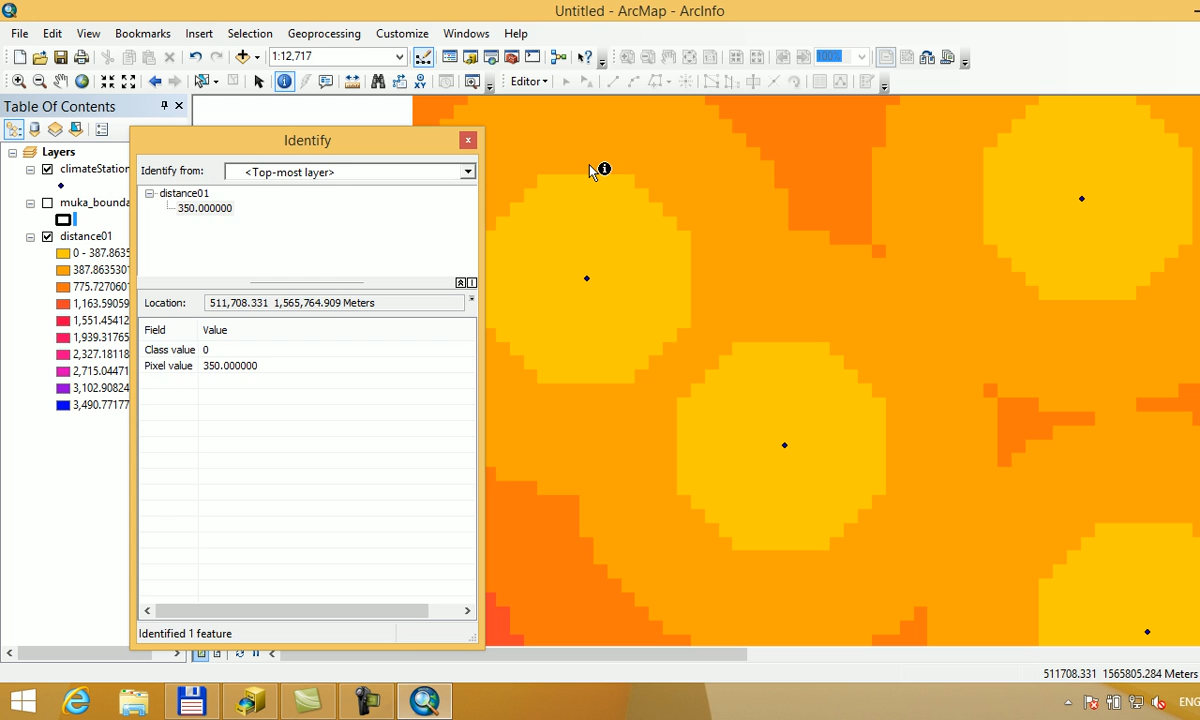 Untitled - ArcMap - ArcInfo
File Edit View Bookmarks Insert Selection Geoprocessing Customize Windows Help
1:12,717
100%
Editor
Table Of Contents
Layers
climateStation
muka_bounda
distance01
0 - 387.8635
387.863530
775.727060
1,163.59059
1,551.45412
1,939.31765
2,327.18118
2,715.04471
3,102.90824
3,490.77177
Identify
Identify from: <Top-most layer>
distance01
350.000000
Location: 511,708.331 1,565,764.909 Meters
Field Value
Class value 0
Pixel value 350.000000
Identified 1 feature
511708.331 1565805.284 Meters
ENG